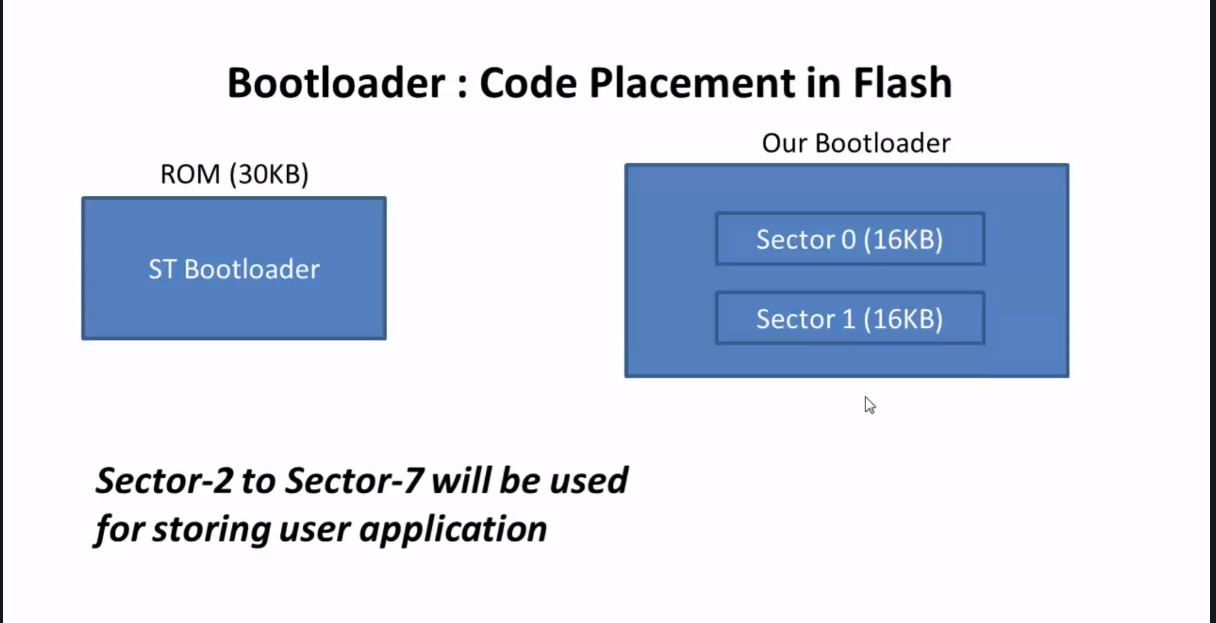 Bootloader : Code Placement in Flash
Our Bootloader
ROM (30KB)
ST Bootloader
Sector 0 (16KB)
Sector 1 (16KB)
Sector-2 to Sector-7 will be used
for storing user application